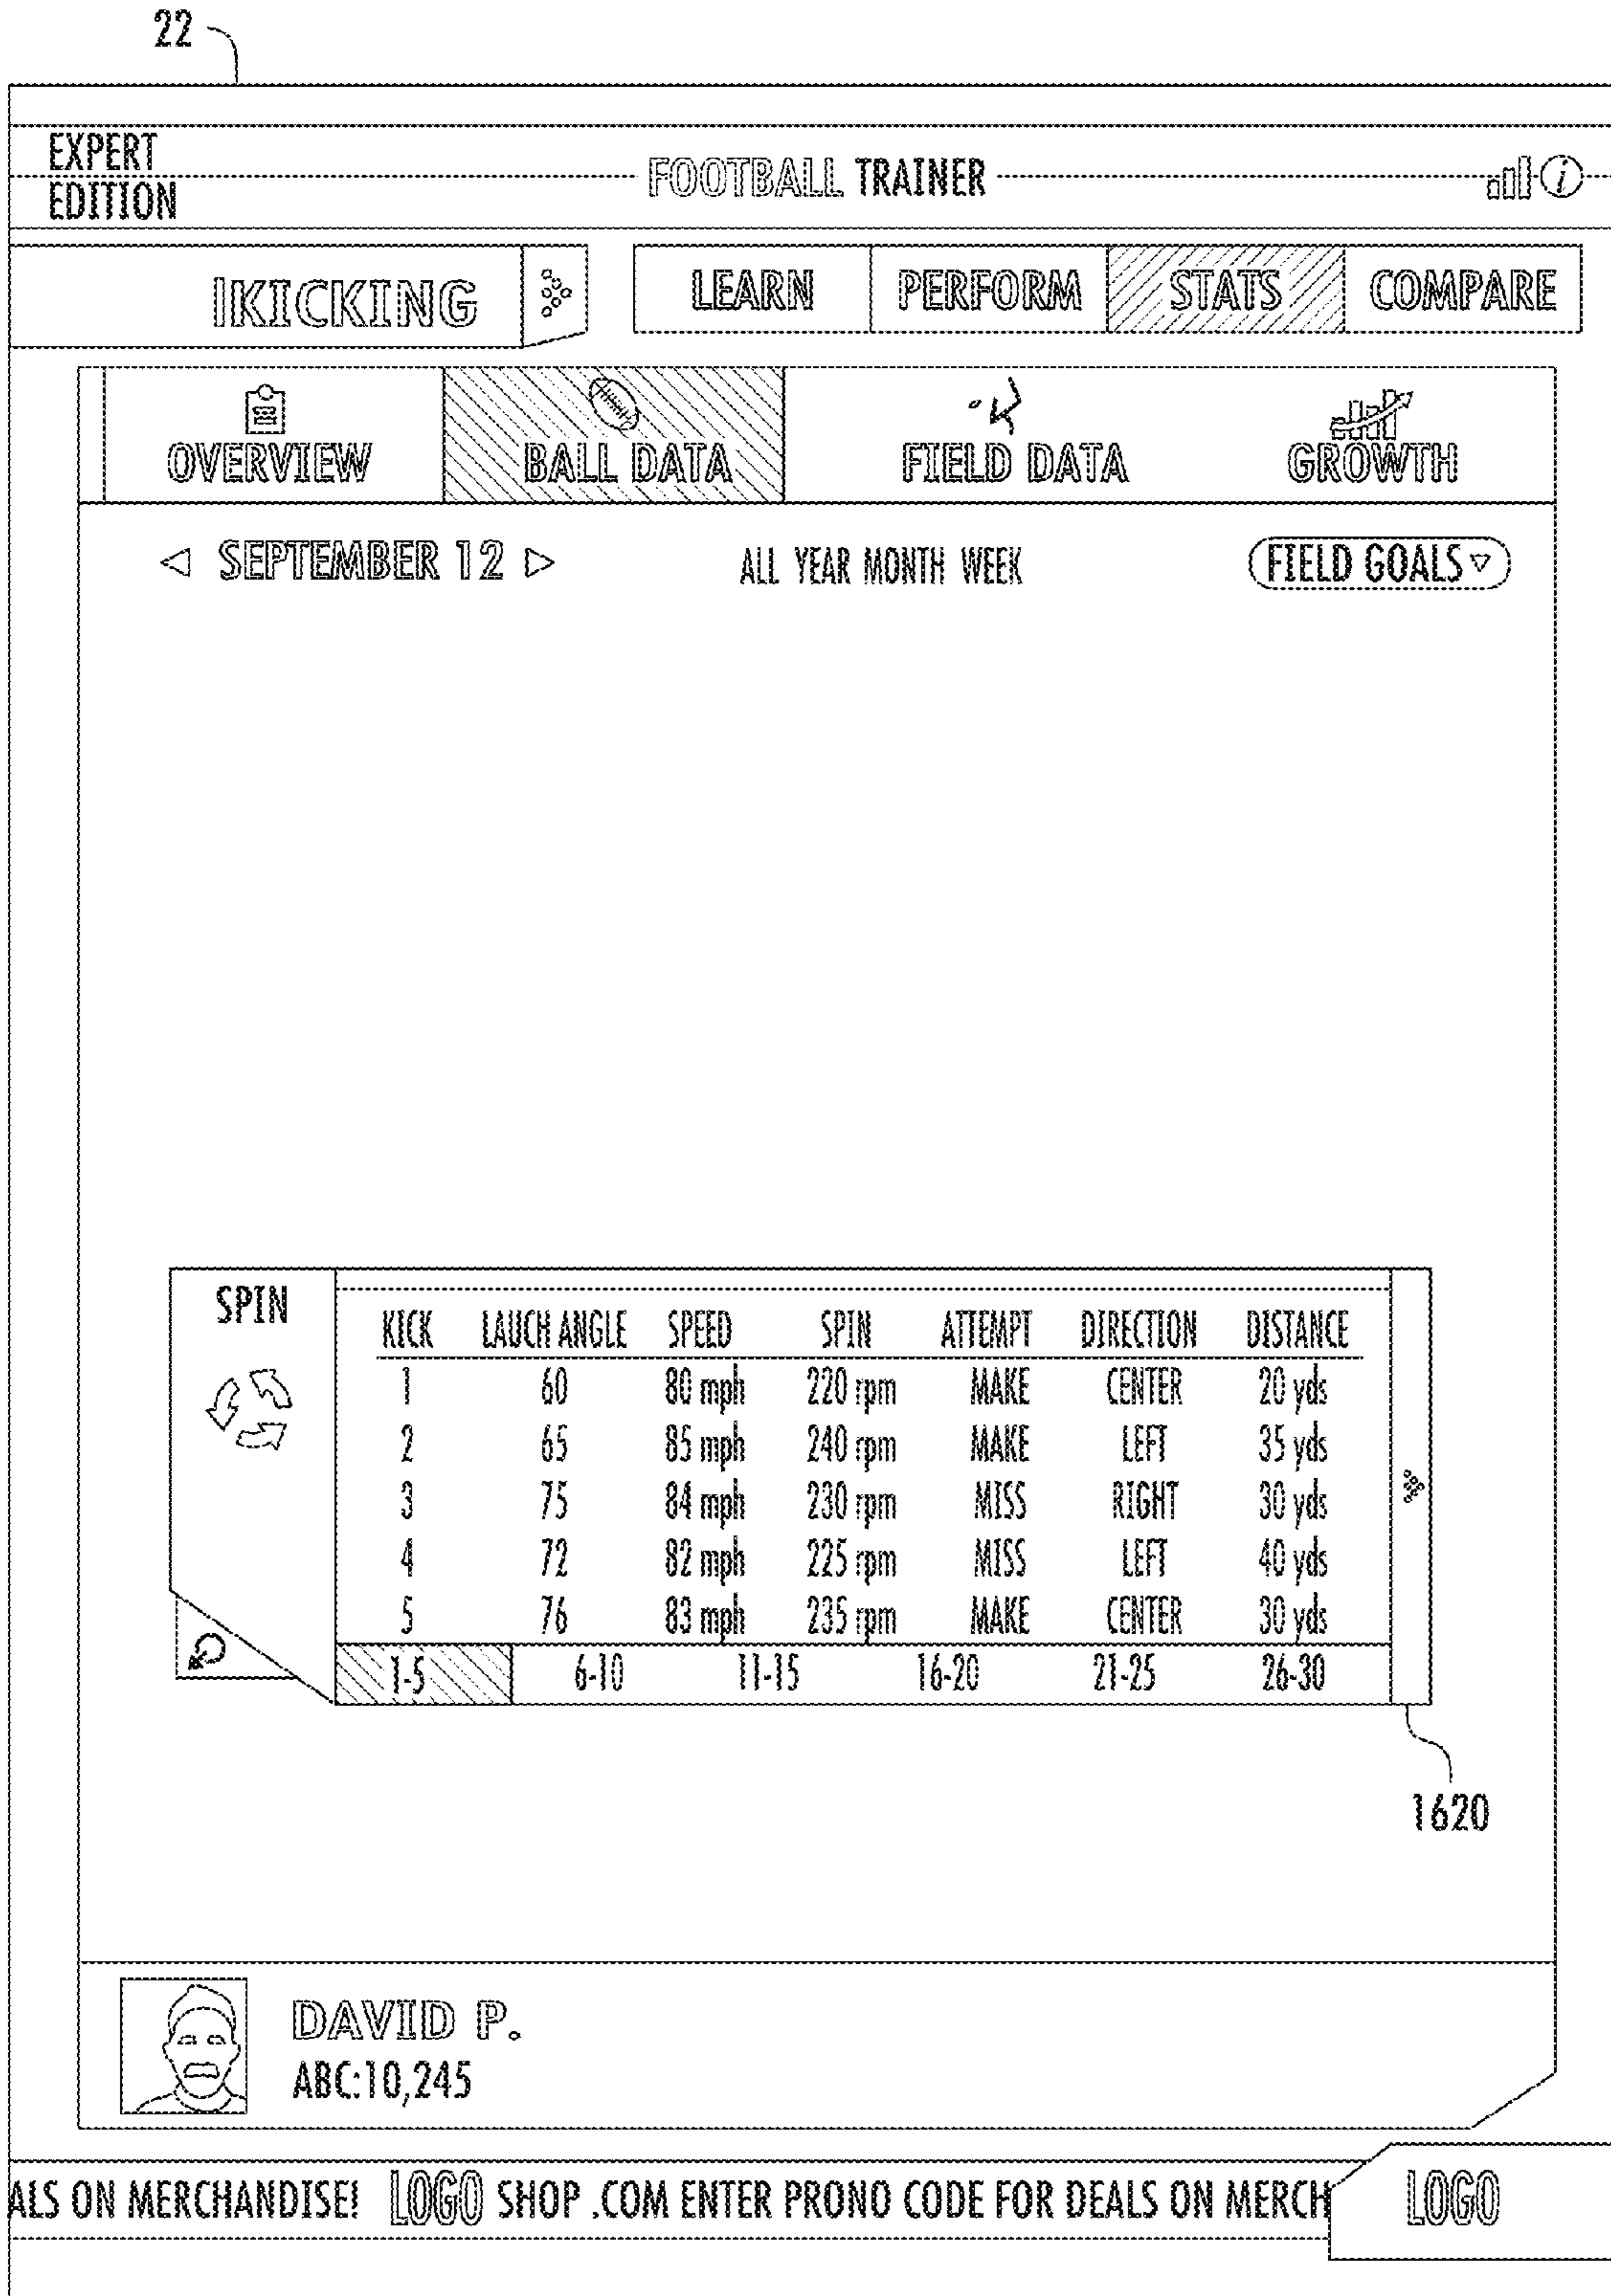 22
EXPERT
EDITION
FOOTBALL TRAINER
i
KICKING
LEARN PERFORM STATS COMPARE
OVERVIEW BALL DATA FIELD DATA GROWTH
SEPTEMBER 12 ALL YEAR MONTH WEEK FIELD GOALS
SPIN
KICK LAUCH ANGLE SPEED SPIN ATTEMPT DIRECTION DISTANCE
1 60 80 mph 220 rpm MAKE CENTER 20 yds
2 65 85 mph 240 rpm MAKE LEFT 35 yds
3 75 84 mph 230 rpm MISS RIGHT 30 yds
4 72 82 mph 225 rpm MISS LEFT 40 yds
5 76 83 mph 235 rpm MAKE CENTER 30 yds
1-5 6-10 11-15 16-20 21-25 26-30
1620
DAVID P.
ABC:10,245
ALS ON MERCHANDISE! LOGO SHOP .COM ENTER PRONO CODE FOR DEALS ON MERCH LOGO